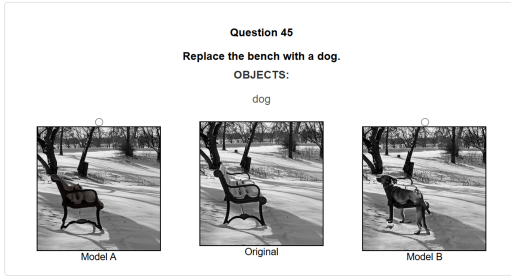 Question 45
Replace the bench with a dog.
OBJECTS:
dog
Model A
Original
Model B